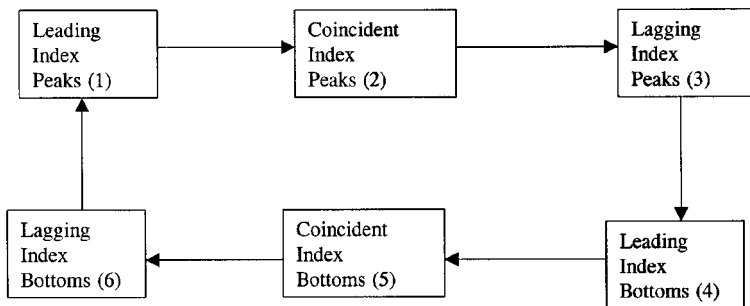 Leading
Index
Peaks (1)
Coincident
Index
Peaks (2)
Lagging
Index
Peaks (3)
Lagging
Index
Bottoms (6)
Coincident
Index
Bottoms (5)
Leading
Index
Bottoms (4)